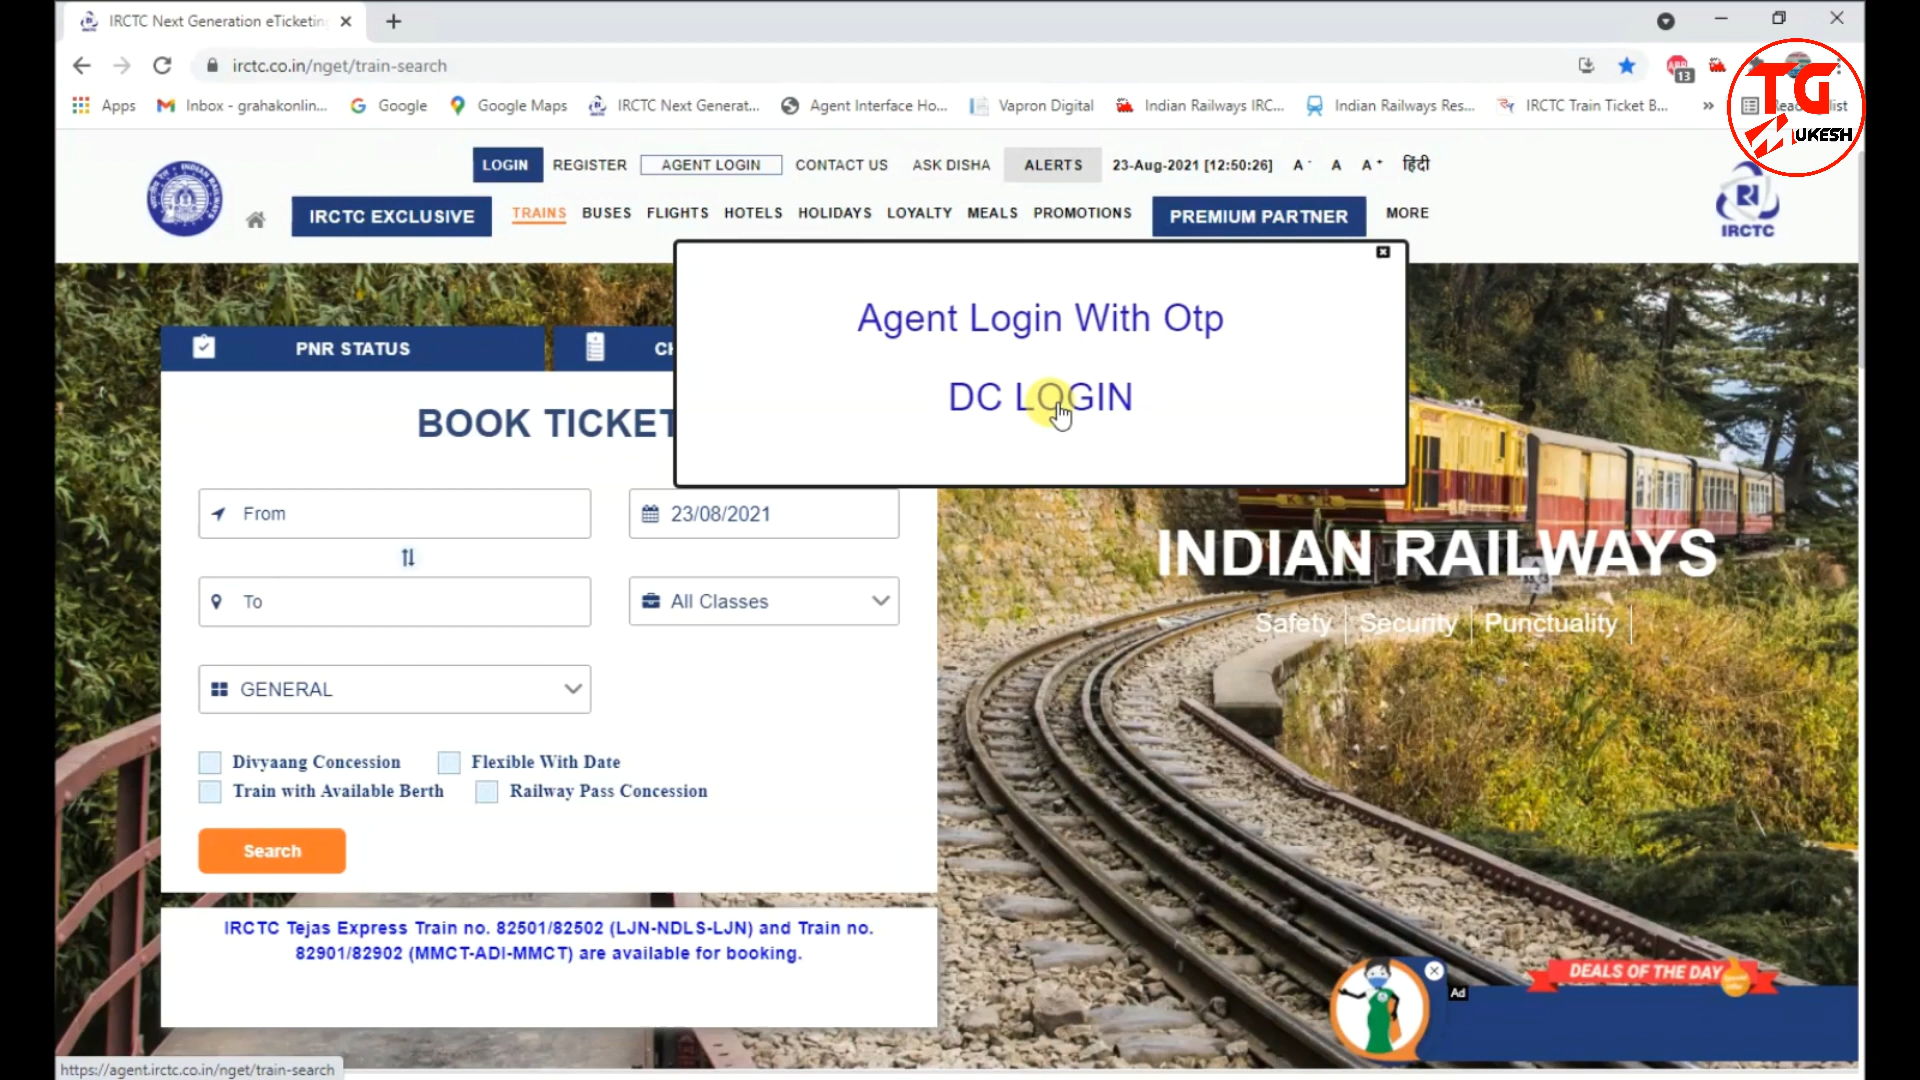 IRCTC Next Generation eTicketing
irctc.co.in/nget/train-search
13
Apps
Inbox - grahakonlin...
Google
Google Maps
IRCTC Next Generat...
Agent Interface Ho...
Vapron Digital
Indian Railways IRC...
Indian Railways Res...
IRCTC Train Ticket B...
»
TG
MUKESH
LOGIN
REGISTER
AGENT LOGIN
CONTACT US
ASK DISHA
ALERTS
23-Aug-2021 [12:50:26]
A-
A
A+
हिंदी
IRCTC EXCLUSIVE
TRAINS
BUSES
FLIGHTS
HOTELS
HOLIDAYS
LOYALTY
MEALS
PROMOTIONS
PREMIUM PARTNER
MORE
IRCTC
Agent Login With Otp
DC LOGIN
PNR STATUS
BOOK TICKET
From
23/08/2021
To
All Classes
GENERAL
Divyaang Concession
Flexible With Date
Train with Available Berth
Railway Pass Concession
Search
INDIAN RAILWAYS
Safety | Security | Punctuality |
IRCTC Tejas Express Train no. 82501/82502 (LJN-NDLS-LJN) and Train no.
82901/82902 (MMCT-ADI-MMCT) are available for booking.
Ad
DEALS OF THE DAY
https://agent.irctc.co.in/nget/train-search